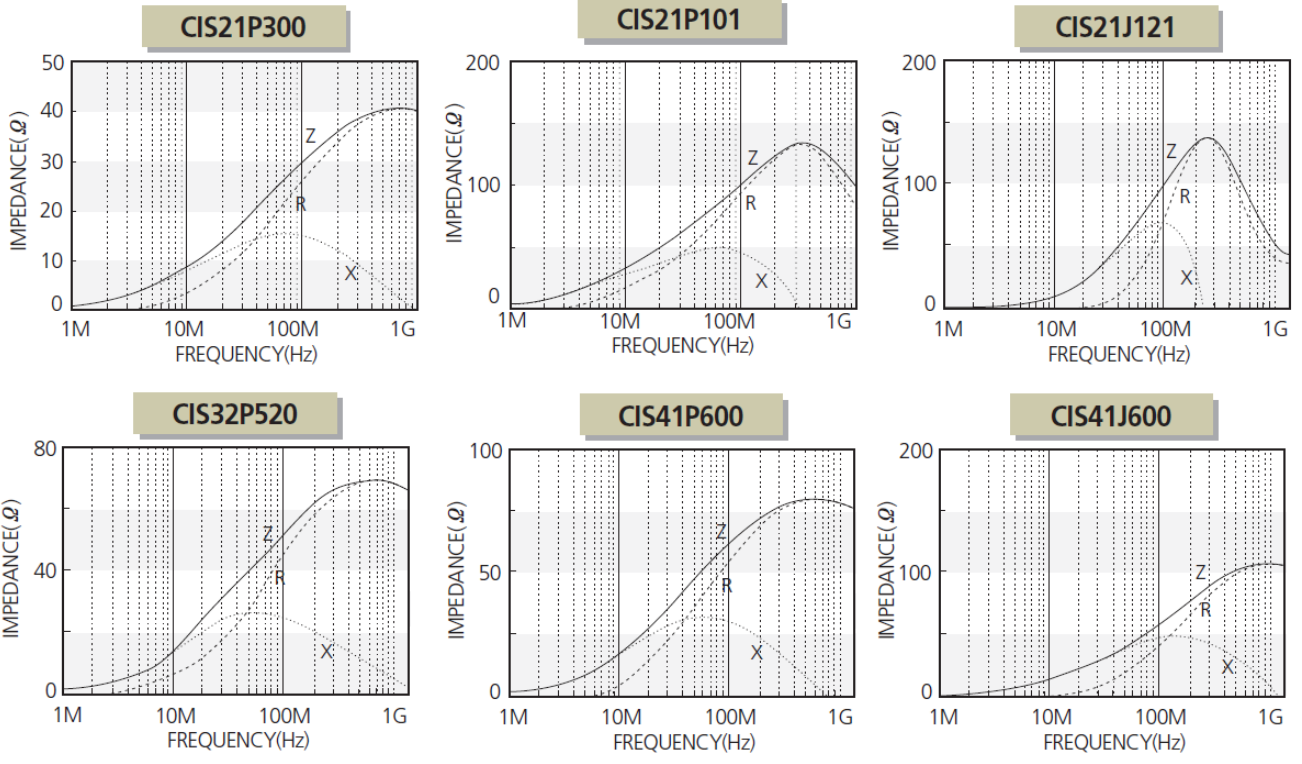 CIS21P300
50
40
30
20
10
0
IMPEDANCE(Ω)
Z
R
X
1M 10M 100M 1G
FREQUENCY(Hz)
CIS21P101
200
100
0
IMPEDANCE(Ω)
Z
R
X
1M 10M 100M 1G
FREQUENCY(Hz)
CIS21J121
200
100
0
IMPEDANCE(Ω)
Z
R
X
1M 10M 100M 1G
FREQUENCY(Hz)
CIS32P520
80
40
0
IMPEDANCE(Ω)
Z
R
X
1M 10M 100M 1G
FREQUENCY(Hz)
CIS41P600
100
50
0
IMPEDANCE(Ω)
Z
R
X
1M 10M 100M 1G
FREQUENCY(Hz)
CIS41J600
200
100
0
IMPEDANCE(Ω)
Z
R
X
1M 10M 100M 1G
FREQUENCY(Hz)